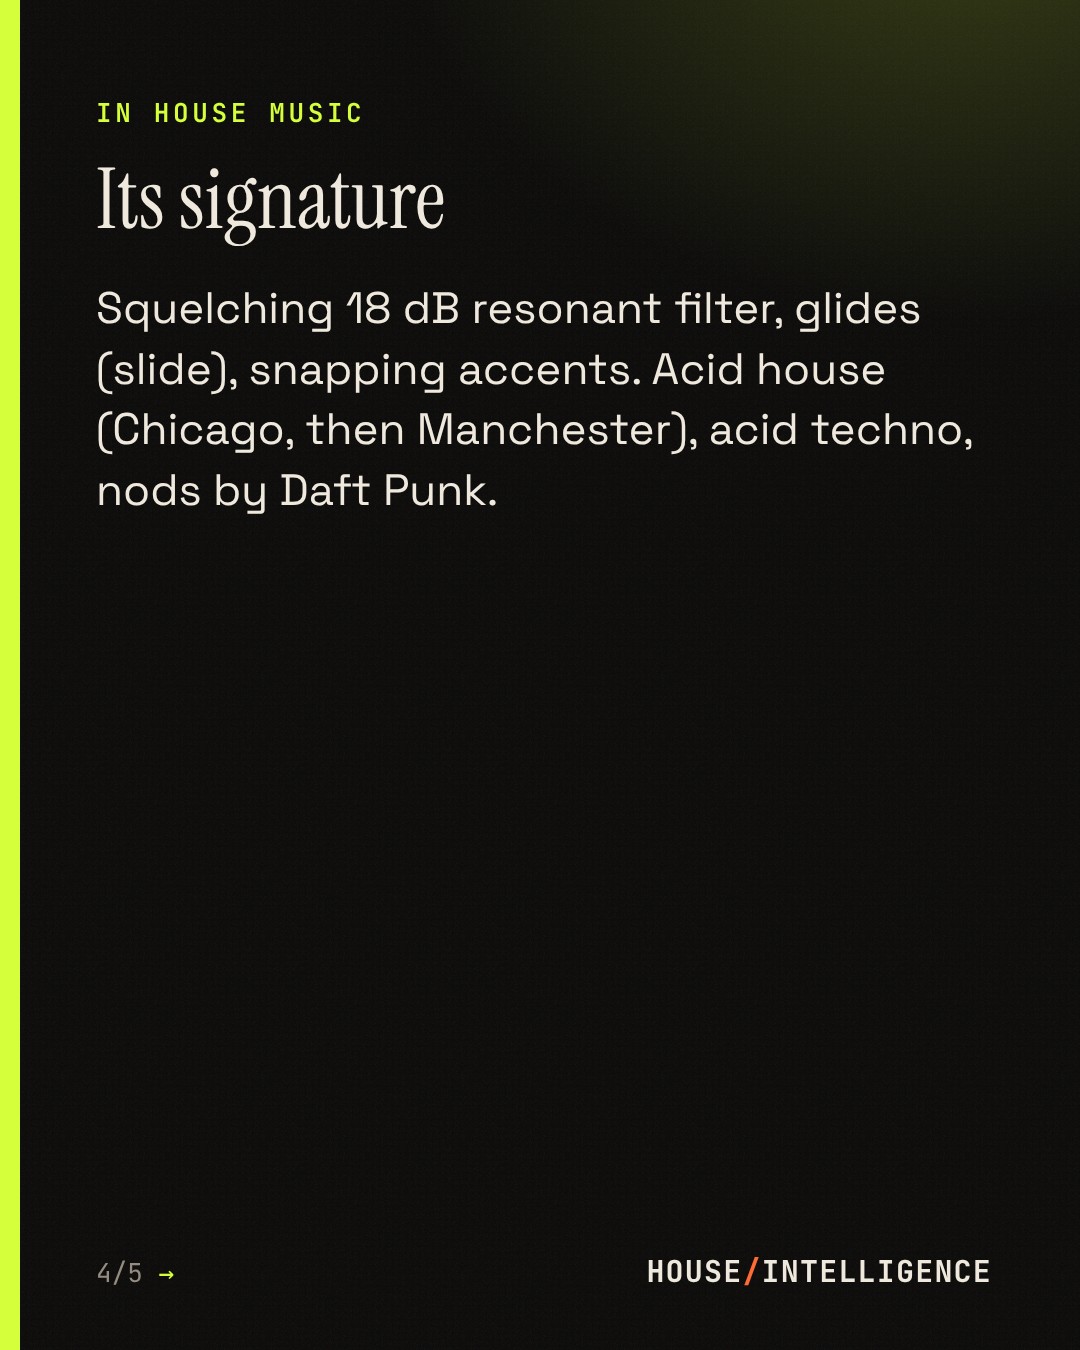 IN HOUSE MUSIC
Its signature
Squelching 18 dB resonant filter, glides
(slide), snapping accents. Acid house
(Chicago, then Manchester), acid techno,
nods by Daft Punk.
4/5 →
HOUSE/INTELLIGENCE